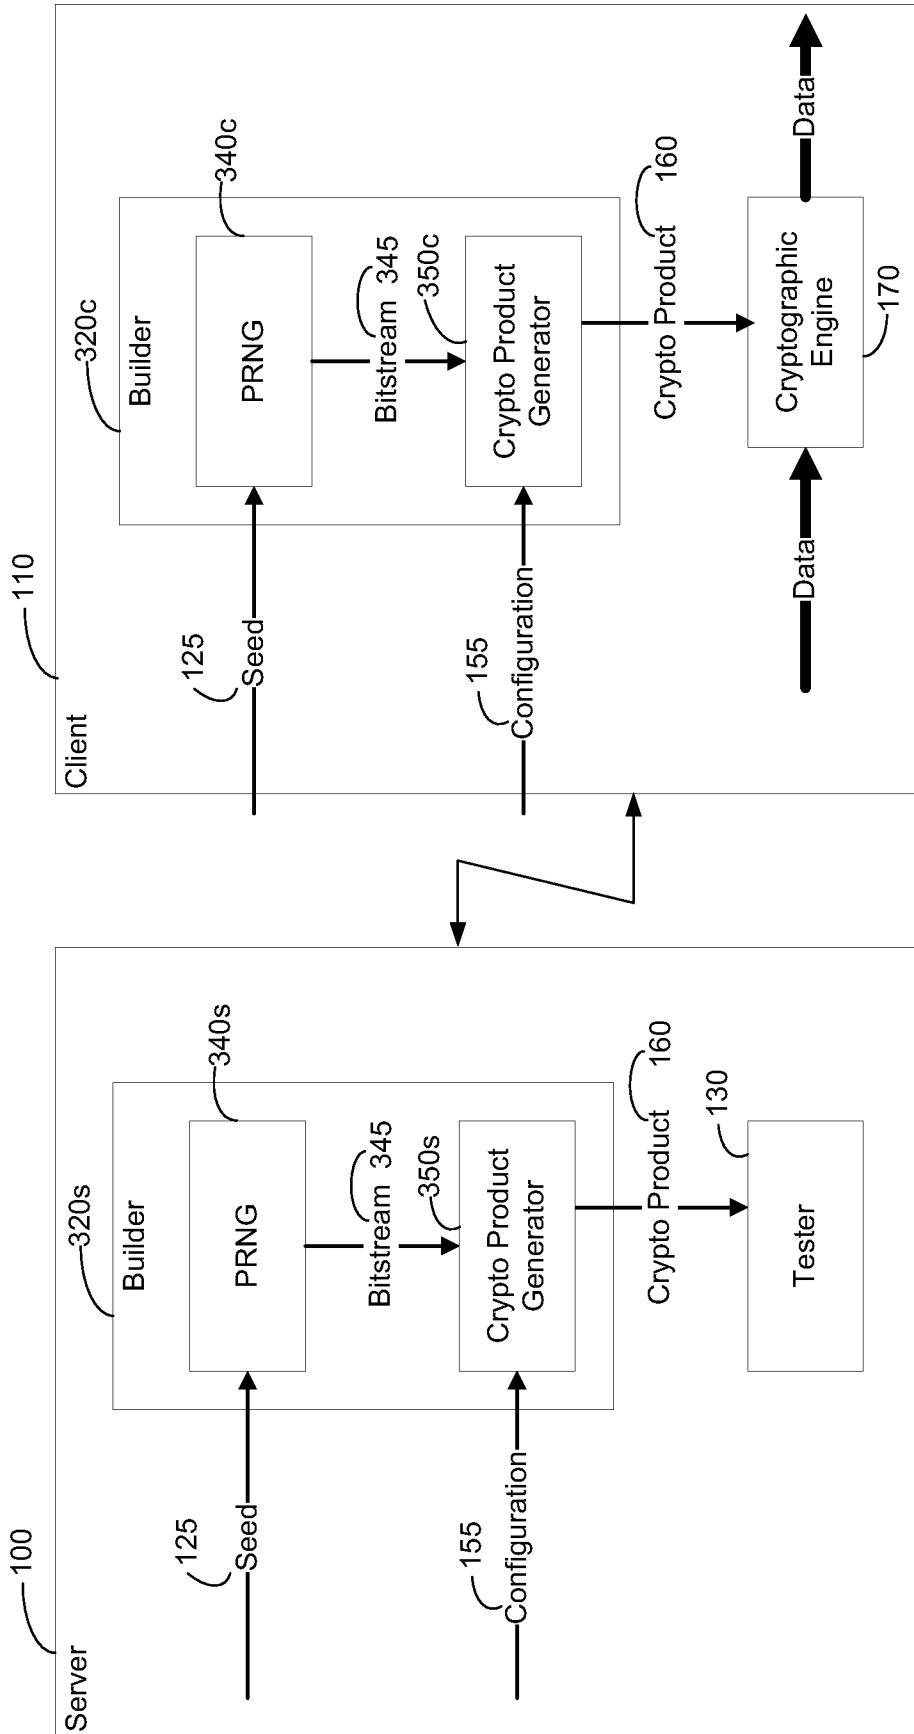 100
Server
320s
Builder
340s
PRNG
125
Seed
Bitstream 345
350s
155
Configuration
Crypto Product
Generator
Crypto Product 160
130
Tester
110
Client
320c
Builder
340c
PRNG
125
Seed
Bitstream 345
350c
155
Configuration
Crypto Product
Generator
Crypto Product 160
Cryptographic
Engine
170
Data
Data